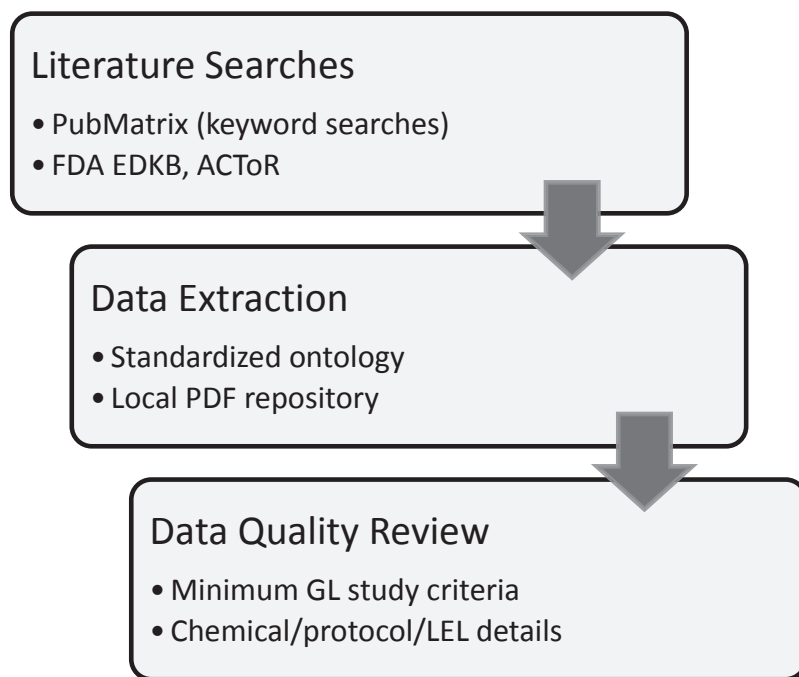 Literature Searches
• PubMatrix (keyword searches)
• FDA EDKB, ACToR
Data Extraction
• Standardized ontology
• Local PDF repository
Data Quality Review
• Minimum GL study criteria
• Chemical/protocol/LEL details